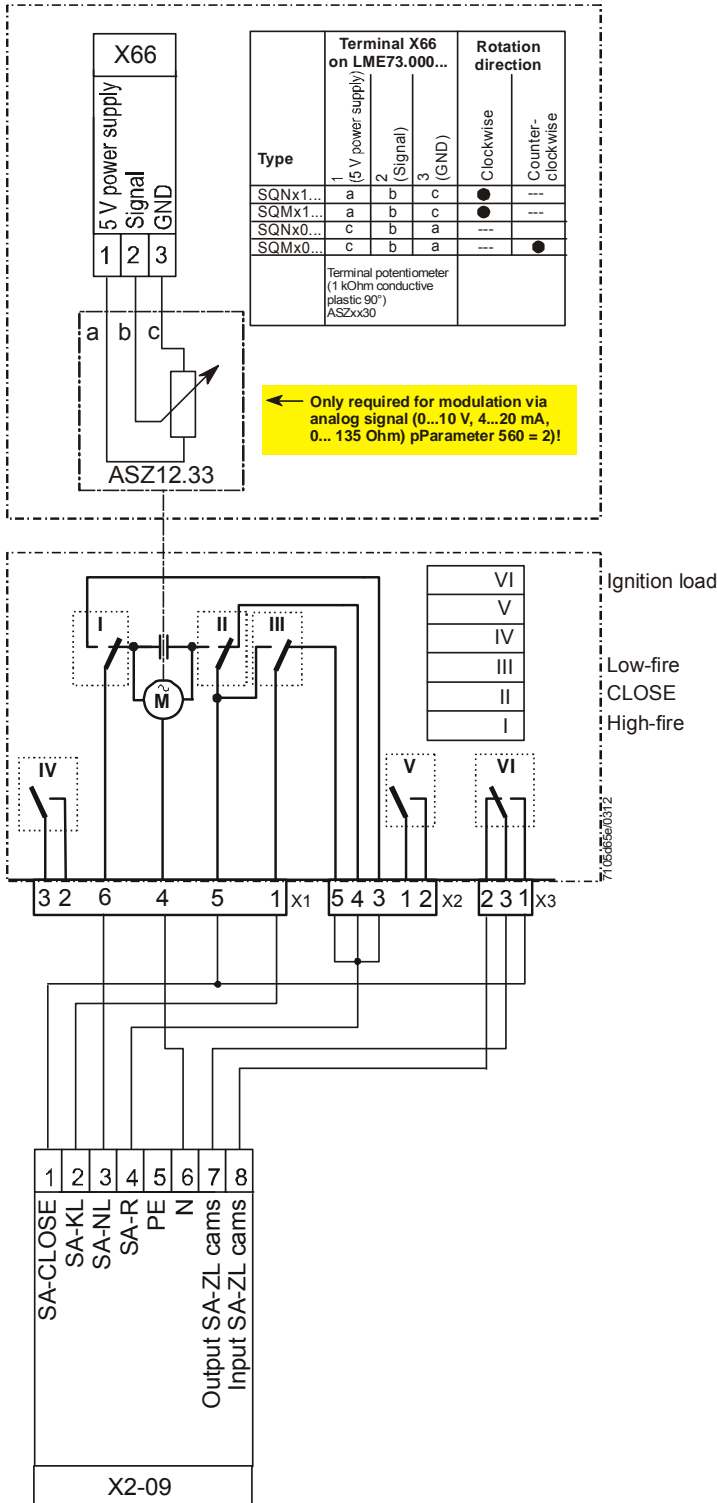 X66
5 V power supply
Signal
GND
1 2 3
a b c
ASZ12.33
Terminal X66
on LME73.000...
Rotation
direction
Type
1
(5 V power supply)
2
(Signal)
3
(GND)
Clockwise
Counter-
clockwise
SQNx1... a b c ● ---
SQMx1... a b c ● ---
SQNx0... c b a ---
SQMx0... c b a --- ●
Terminal potentiometer
(1 kOhm conductive
plastic 90°)
ASZxx30
Only required for modulation via
analog signal (0...10 V, 4...20 mA,
0... 135 Ohm) pParameter 560 = 2)!
I II III
M
~
VI Ignition load
V
IV
III Low-fire
II CLOSE
I High-fire
IV V VI
7105d65e/0312
3 2 6 4 5 1 X1 5 4 3 1 2 X2 2 3 1 X3
1 2 3 4 5 6 7 8
SA-CLOSE
SA-KL
SA-NL
SA-R
PE
N
Output SA-ZL cams
Input SA-ZL cams
X2-09